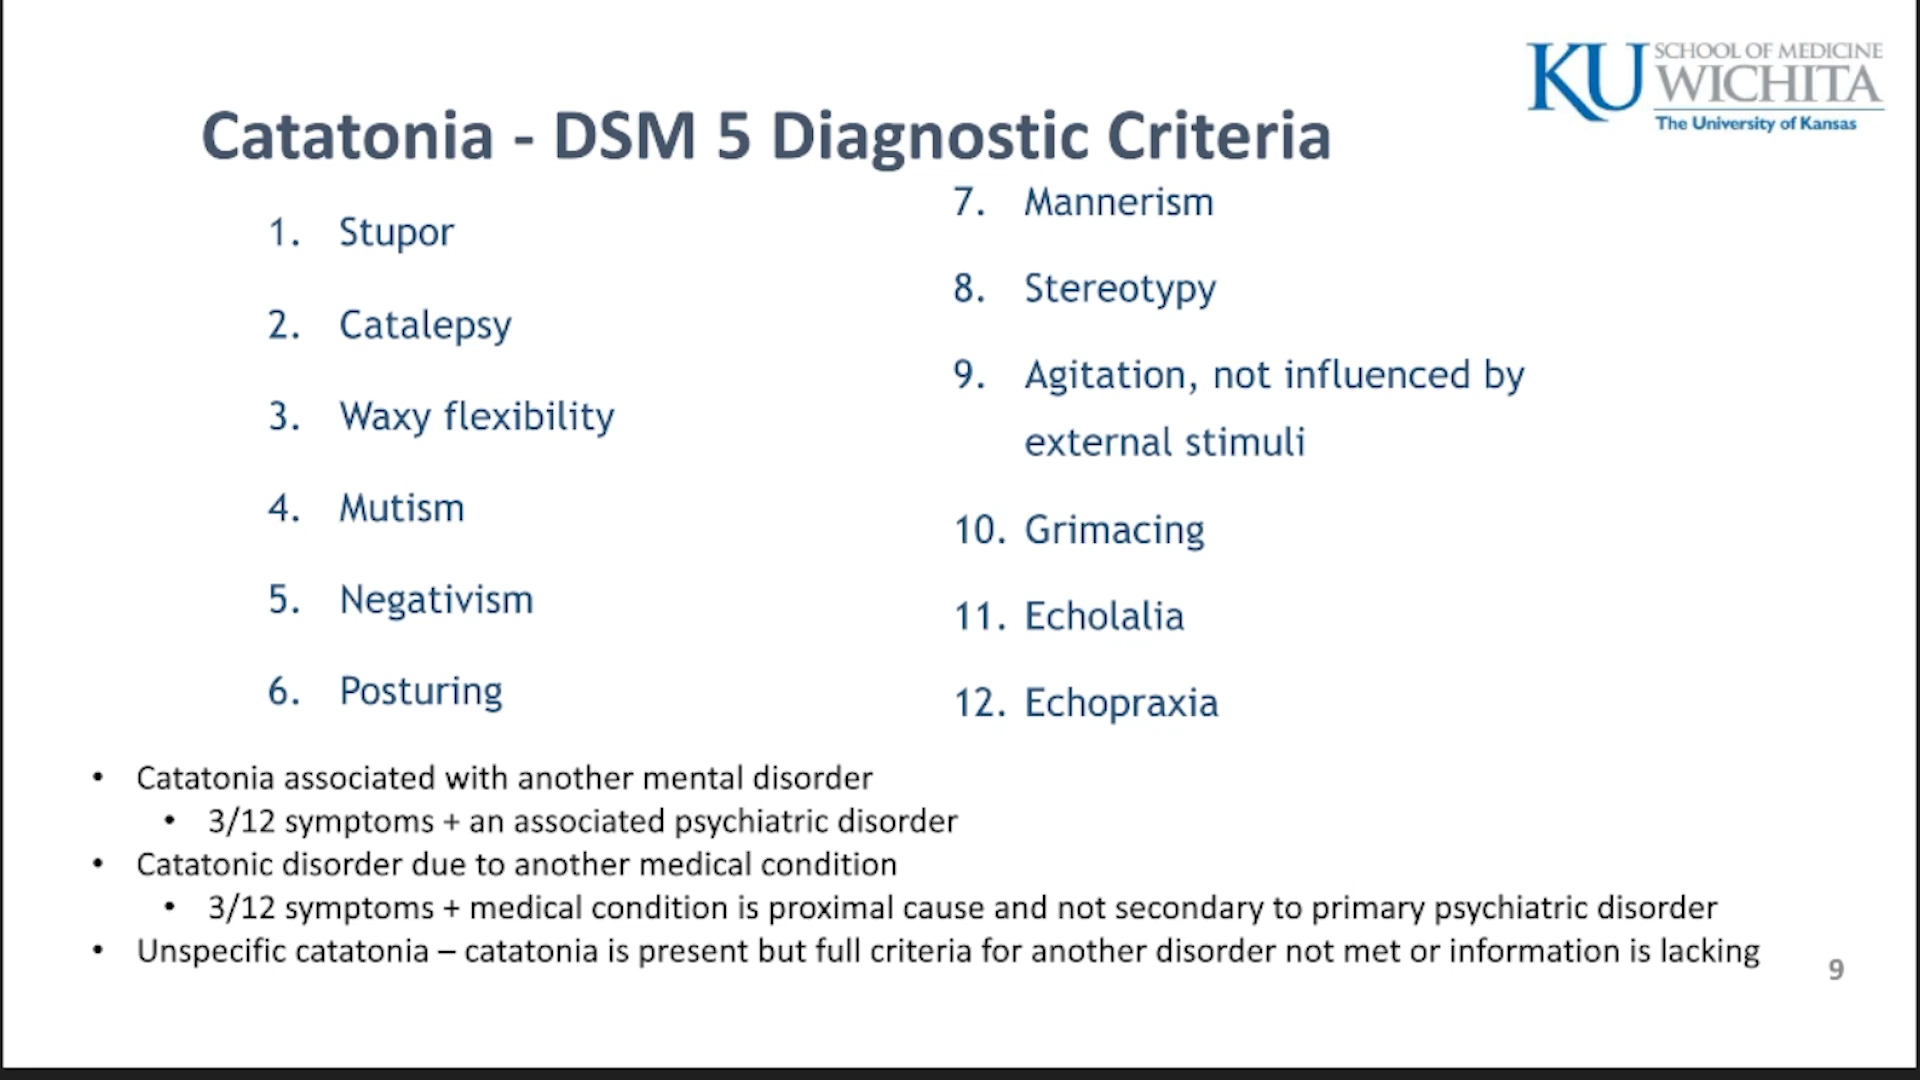 KU SCHOOL OF MEDICINE
WICHITA
The University of Kansas
Catatonia - DSM 5 Diagnostic Criteria
1. Stupor
2. Catalepsy
3. Waxy flexibility
4. Mutism
5. Negativism
6. Posturing
7. Mannerism
8. Stereotypy
9. Agitation, not influenced by
external stimuli
10. Grimacing
11. Echolalia
12. Echopraxia
• Catatonia associated with another mental disorder
• 3/12 symptoms + an associated psychiatric disorder
• Catatonic disorder due to another medical condition
• 3/12 symptoms + medical condition is proximal cause and not secondary to primary psychiatric disorder
• Unspecific catatonia – catatonia is present but full criteria for another disorder not met or information is lacking
9